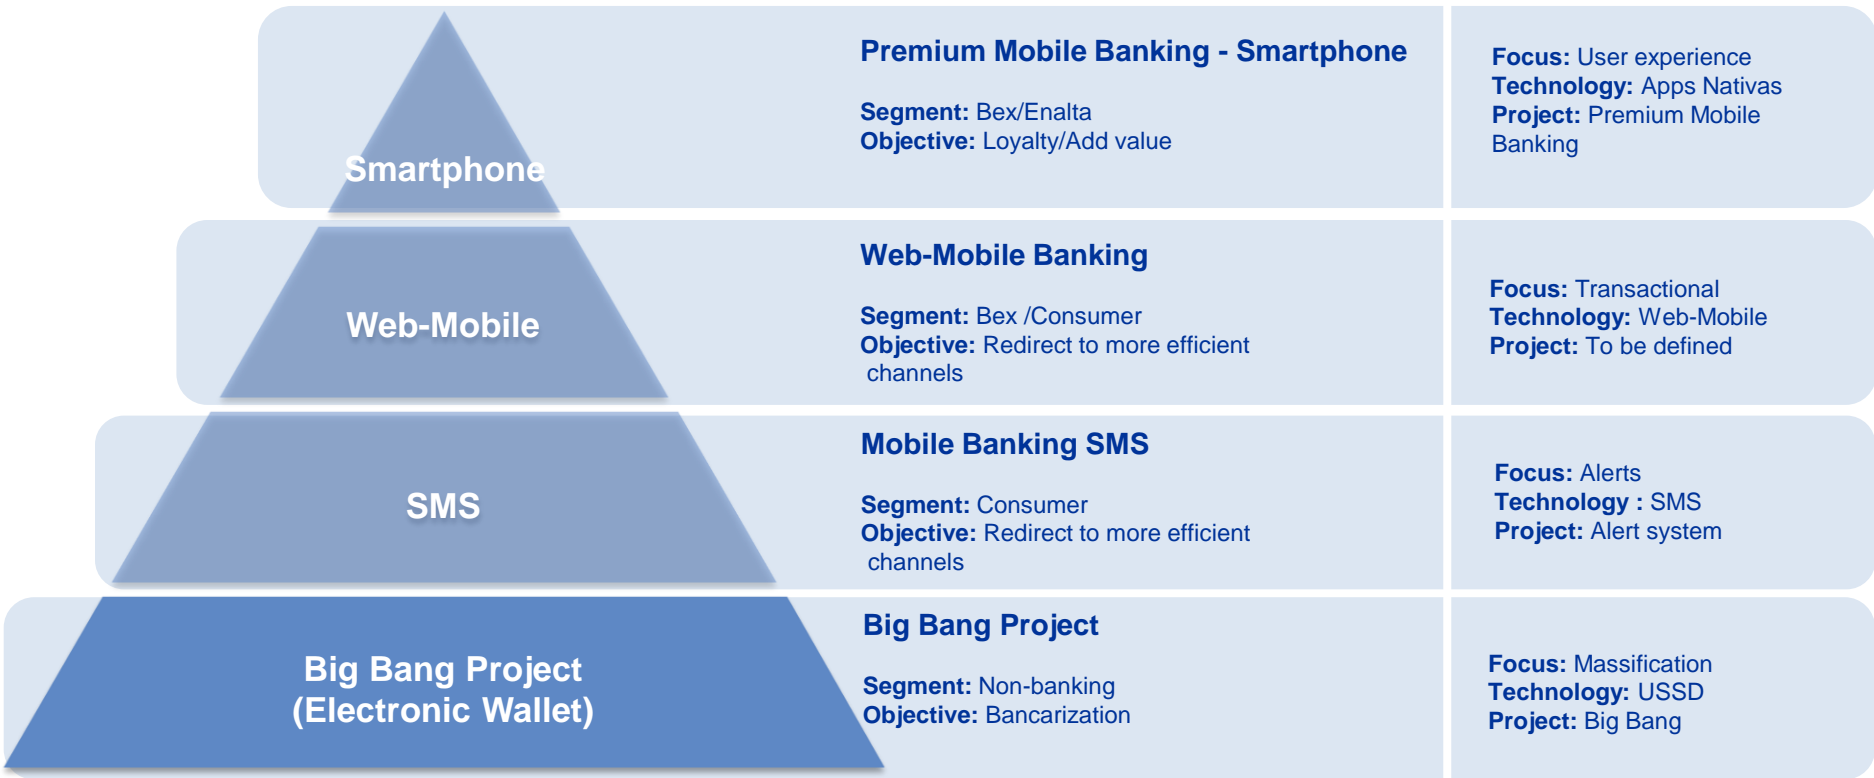 Smartphone
Premium Mobile Banking - Smartphone
Segment: Bex/Enalta
Objective: Loyalty/Add value
Focus: User experience
Technology: Apps Nativas
Project: Premium Mobile
Banking
Web-Mobile
Web-Mobile Banking
Segment: Bex /Consumer
Objective: Redirect to more efficient
channels
Focus: Transactional
Technology: Web-Mobile
Project: To be defined
SMS
Mobile Banking SMS
Segment: Consumer
Objective: Redirect to more efficient
channels
Focus: Alerts
Technology : SMS
Project: Alert system
Big Bang Project
(Electronic Wallet)
Big Bang Project
Segment: Non-banking
Objective: Bancarization
Focus: Massification
Technology: USSD
Project: Big Bang